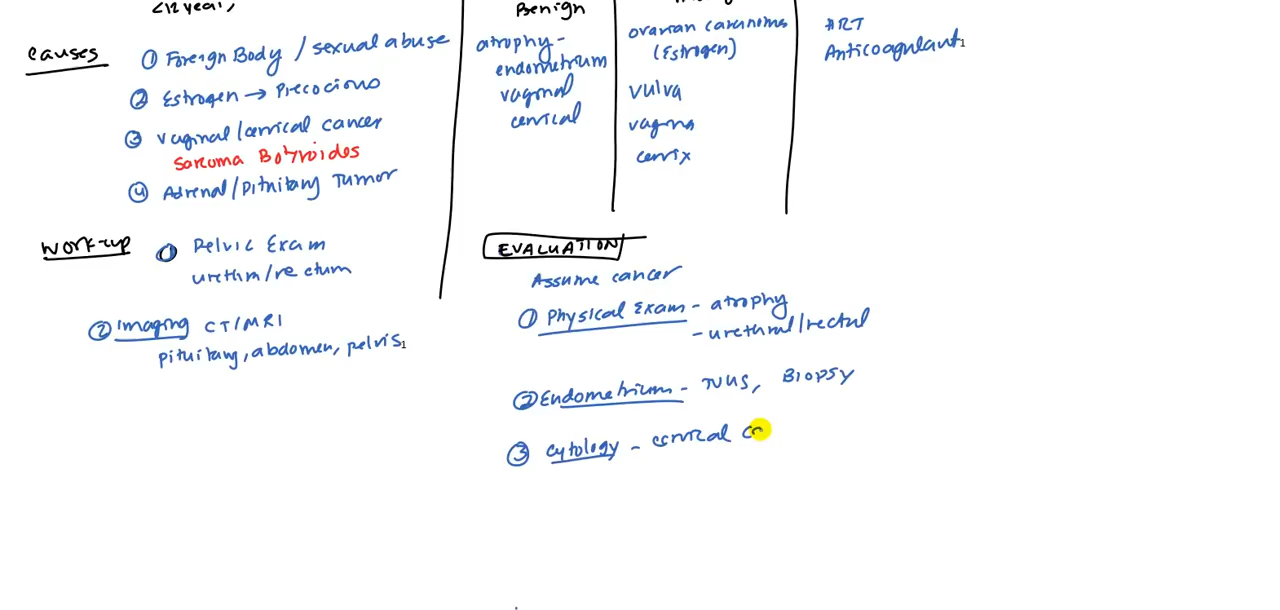 <12 year,
Causes
① Foreign Body / sexual abuse
② Estrogen → Precocious
③ Vaginal/cervical cancer
Sarcoma Botryoides
④ Adrenal/Pituitary Tumor
Work-up
① Pelvic Exam
urethra/rectum
② Imaging CT/MRI
pituitary, abdomen, pelvis
Benign
atrophy-
endometrium
vaginal
cervical
ovarian carcinoma
(Estrogen)
vulva
vagina
cervix
HRT
Anticoagulant
EVALUATION
Assume cancer
① Physical Exam - atrophy
- urethral/rectal
② Endometrium - TVUS, Biopsy
③ Cytology - cervical